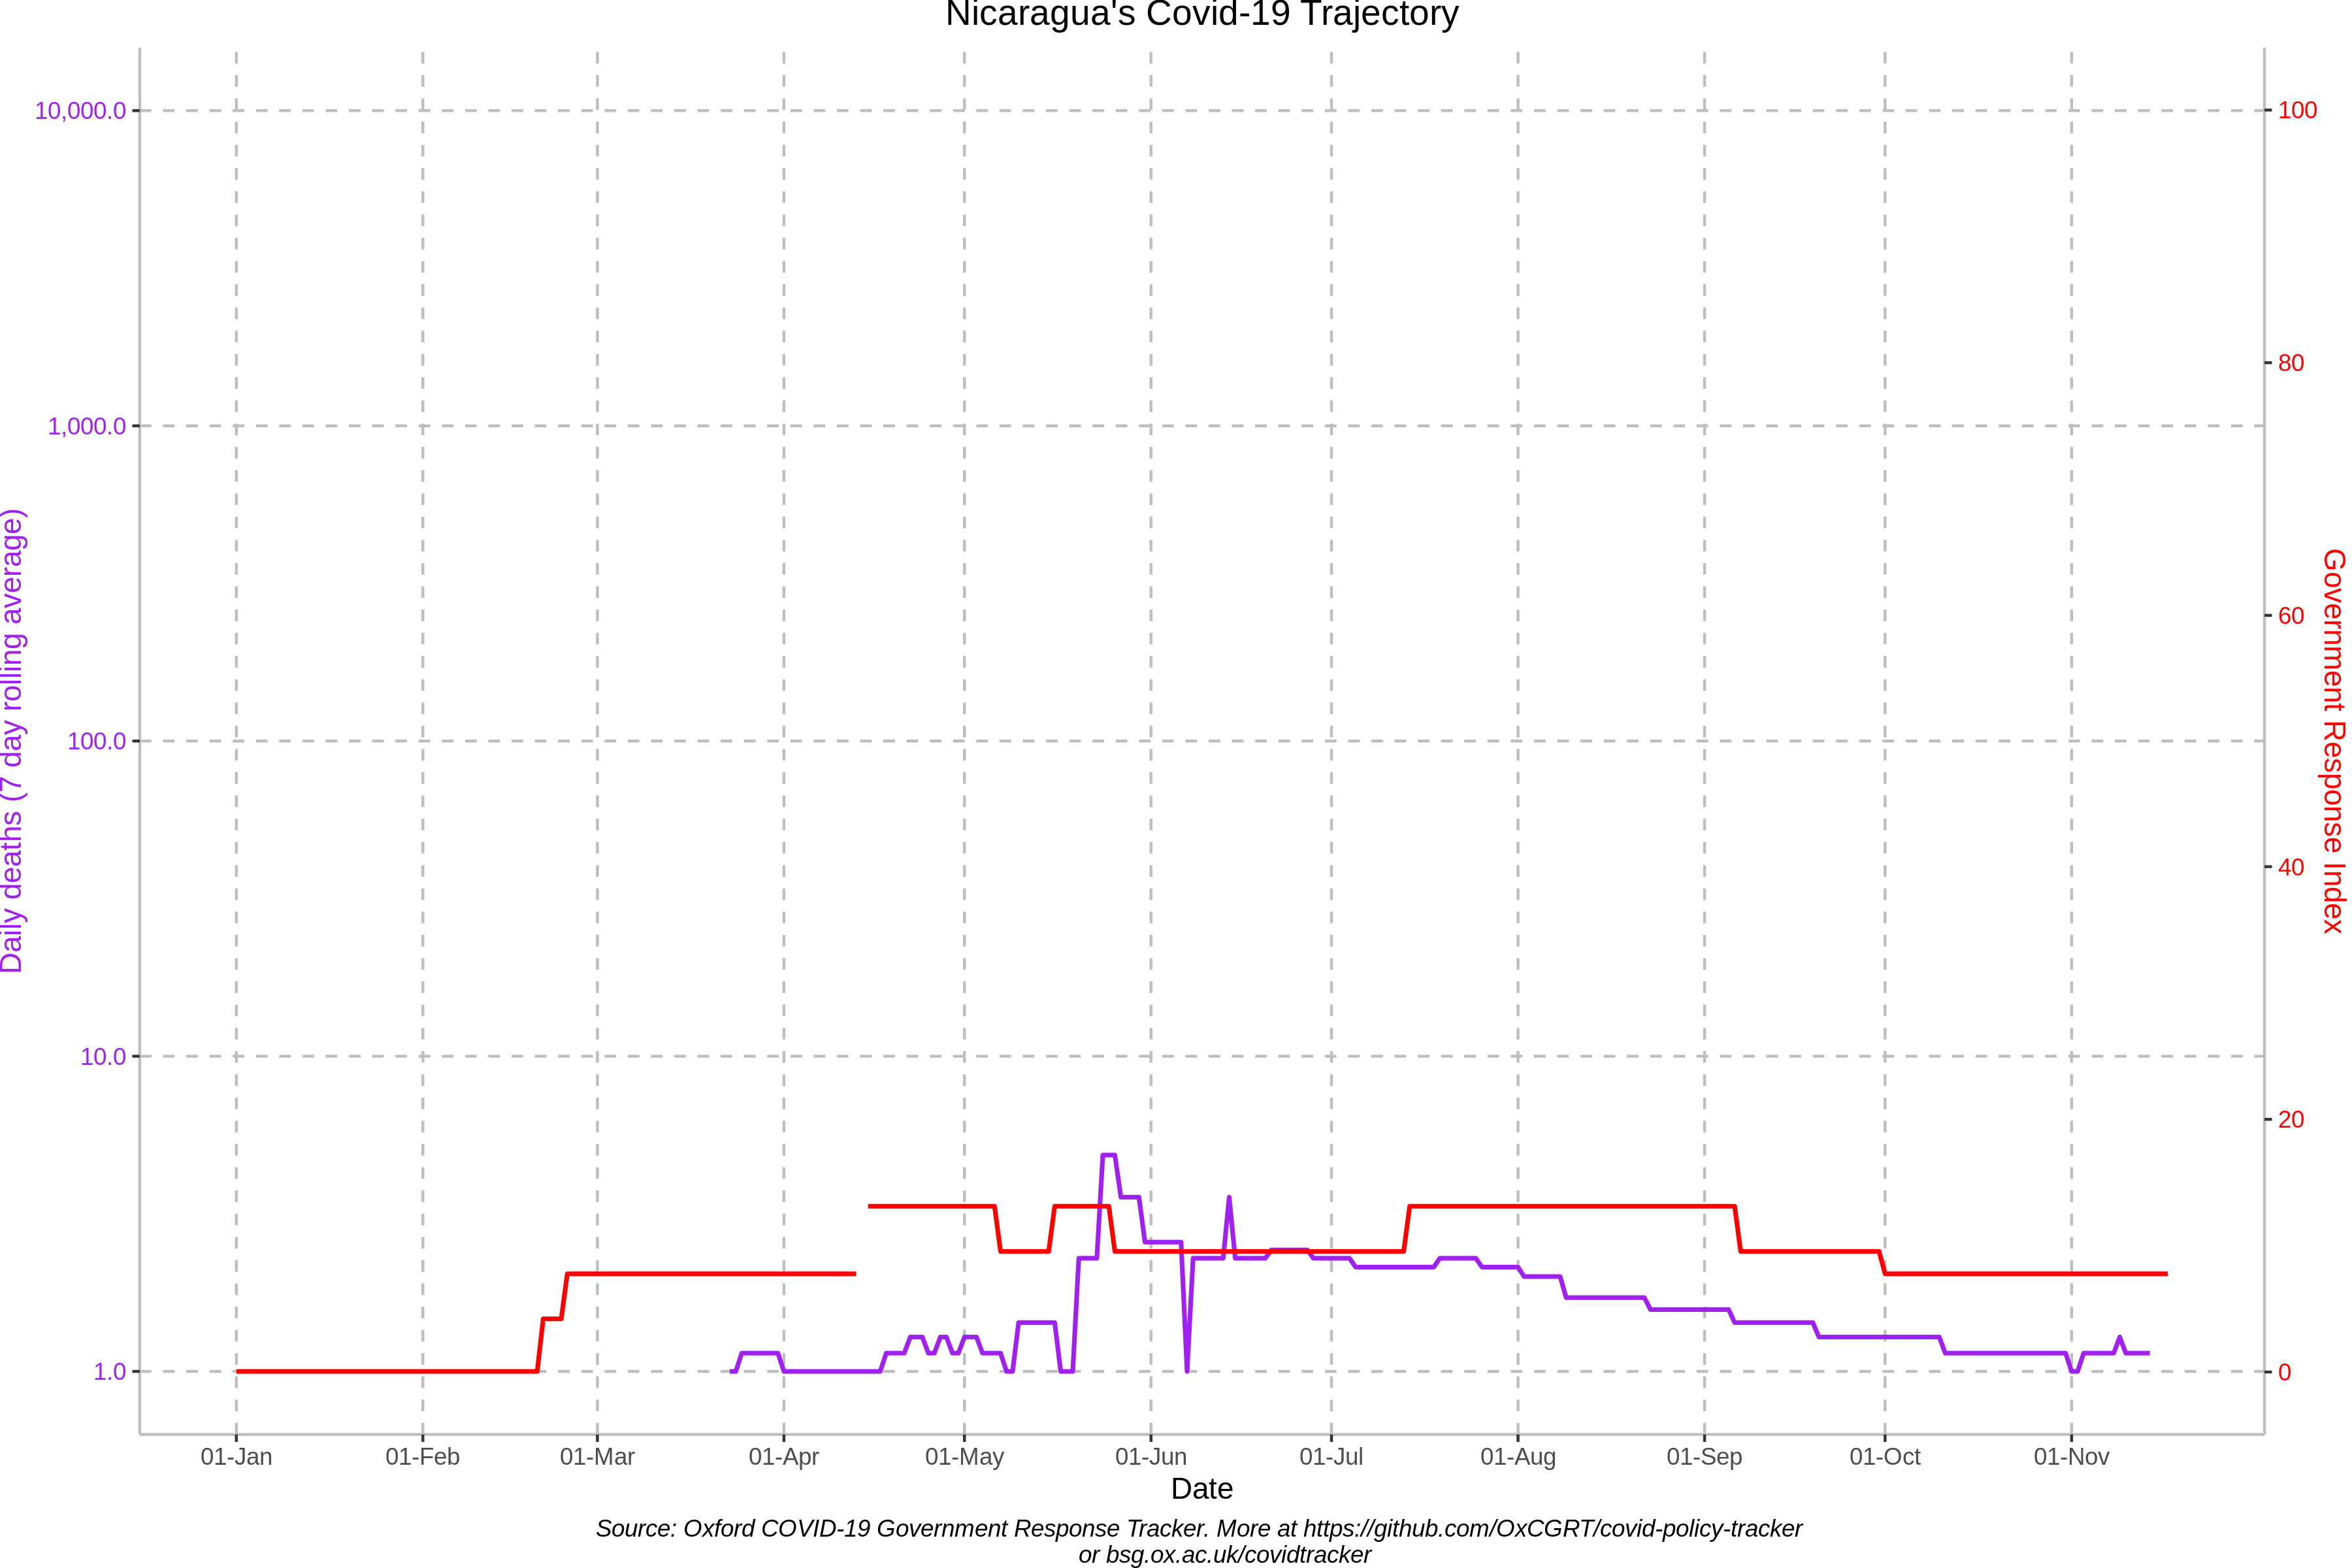 Nicaragua's Covid-19 Trajectory
10,000.0
1,000.0
100.0
10.0
1.0
Daily deaths (7 day rolling average)
100
80
60
40
20
0
Government Response Index
01-Jan
01-Feb
01-Mar
01-Apr
01-May
01-Jun
01-Jul
01-Aug
01-Sep
01-Oct
01-Nov
Date
Source: Oxford COVID-19 Government Response Tracker. More at https://github.com/OxCGRT/covid-policy-tracker
or bsg.ox.ac.uk/covidtracker